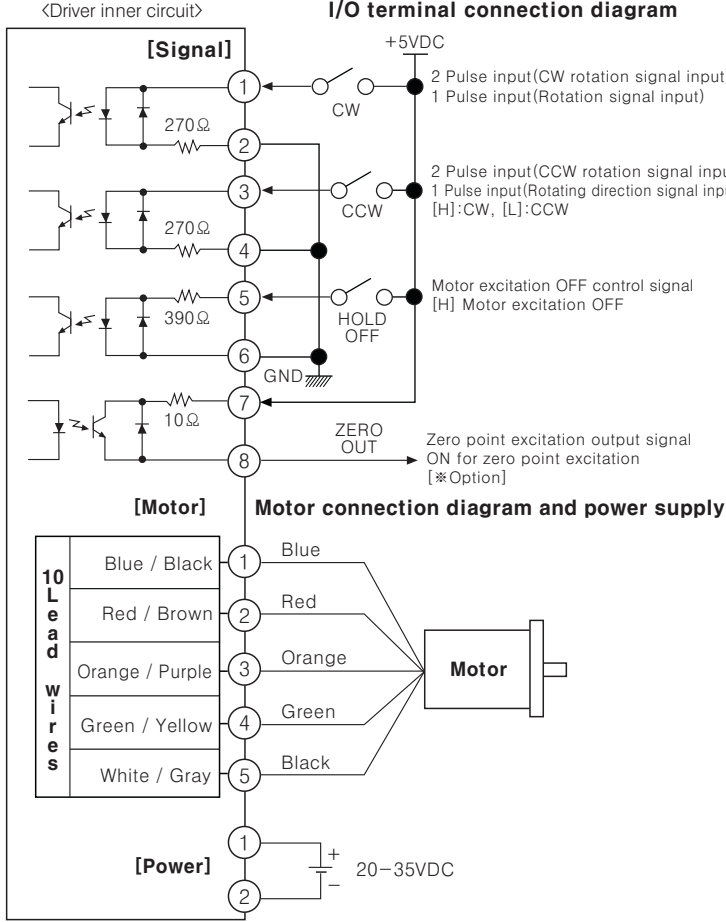 〈Driver inner circuit〉
I/O terminal connection diagram
+5VDC
[Signal]
1
CW
2 Pulse input(CW rotation signal input
1 Pulse input(Rotation signal input)
270Ω
2
3
CCW
2 Pulse input(CCW rotation signal
1 Pulse input(Rotating direction signal
[H]:CW, [L]:CCW
270Ω
4
5
HOLD
OFF
Motor excitation OFF control signal
[H] Motor excitation OFF
390Ω
6
GND
7
10Ω
8
ZERO
OUT
Zero point excitation output signal
ON for zero point excitation
[※Option]
[Motor]
Motor connection diagram and power supply
10 Lead wires
Blue / Black
1
Blue
Red / Brown
2
Red
Orange / Purple
3
Orange
Green / Yellow
4
Green
White / Gray
5
Black
Motor
[Power]
1
2
+
−
20−35VDC